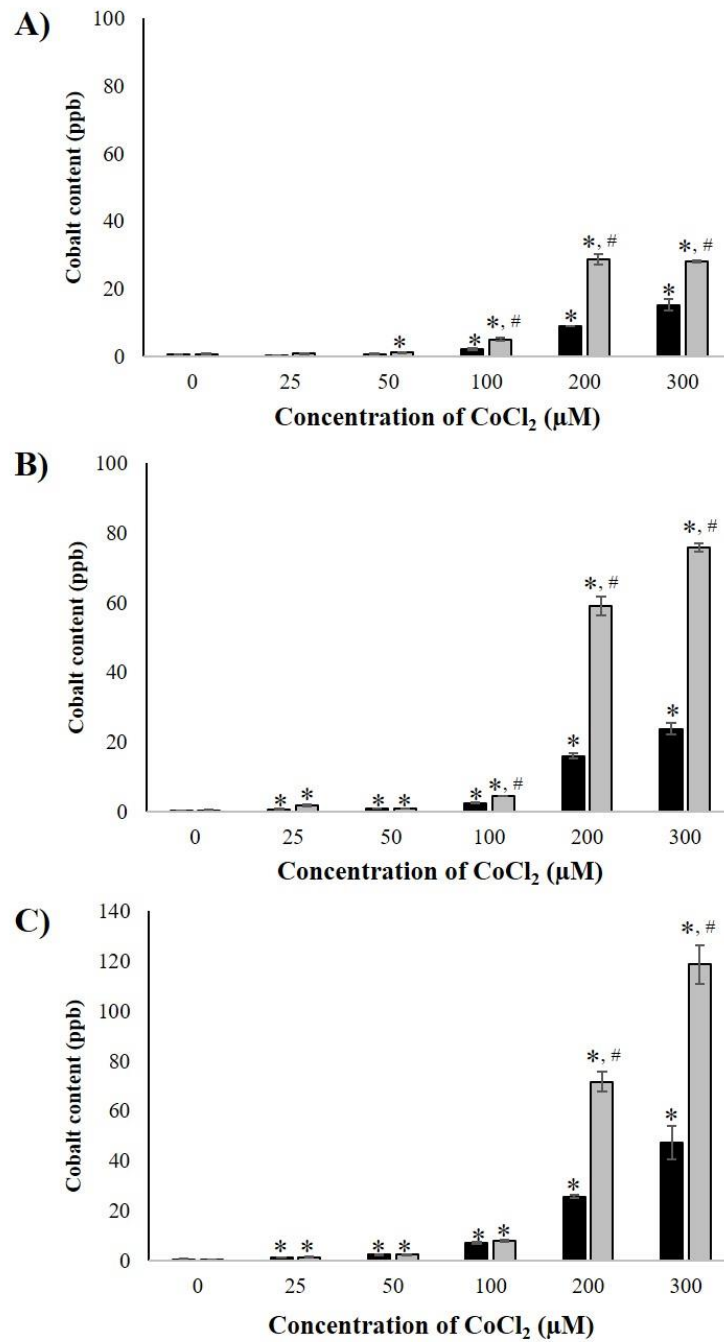 A)
100
80
60
40
20
0
Cobalt content (ppb)
* * *, # * *, # * *, #
0 25 50 100 200 300
Concentration of CoCl₂ (µM)
B)
100
80
60
40
20
0
Cobalt content (ppb)
* * * * * *, # * *, # * *, #
0 25 50 100 200 300
Concentration of CoCl₂ (µM)
C)
140
120
100
80
60
40
20
0
Cobalt content (ppb)
* * * * * * * *, # * *, #
0 25 50 100 200 300
Concentration of CoCl₂ (µM)